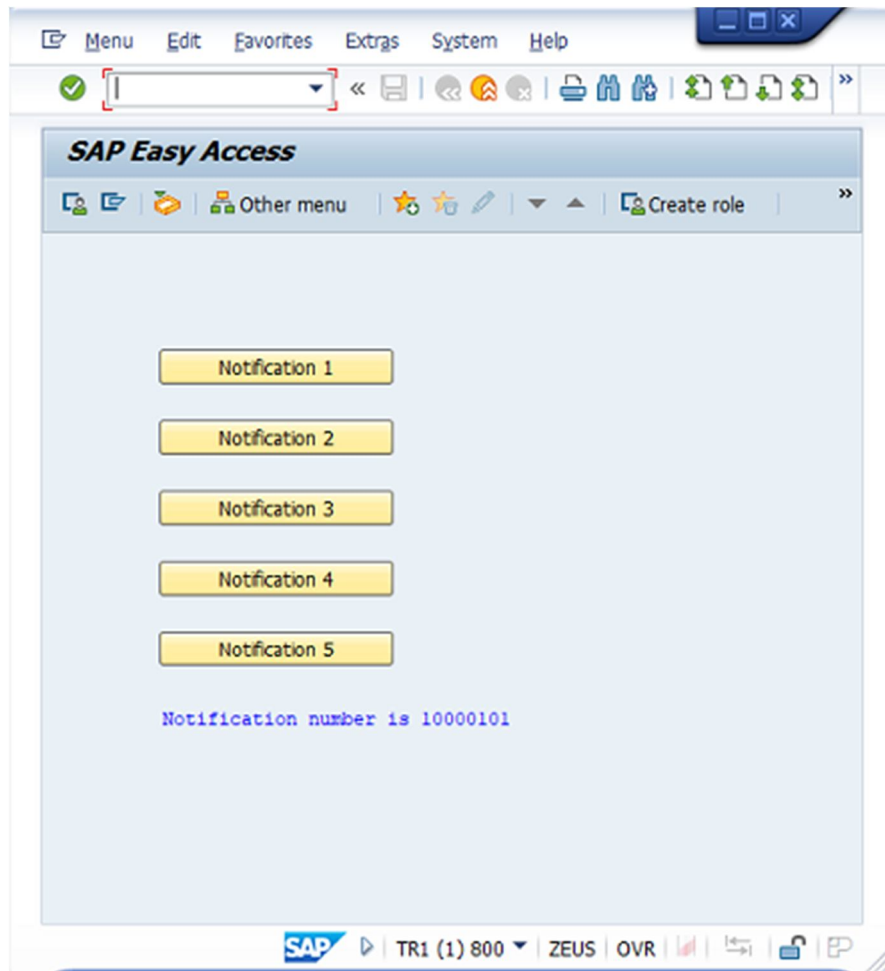 Menu Edit Favorites Extras System Help
SAP Easy Access
Other menu Create role
Notification 1
Notification 2
Notification 3
Notification 4
Notification 5
Notification number is 10000101
SAP TR1 (1) 800 ZEUS OVR